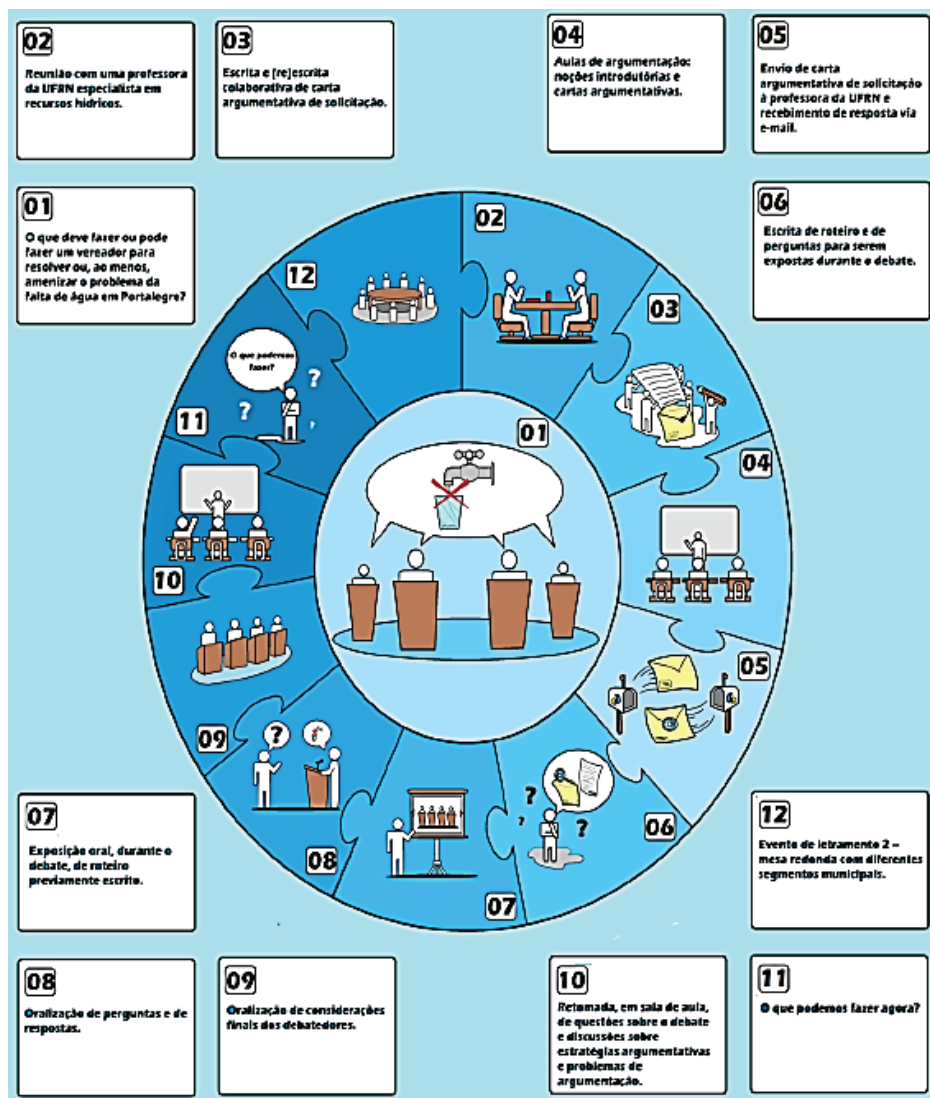 02
Reunião com uma professora
da UFRN especialista em
recursos hídricos.
03
Escrita e [re]escrita
colaborativa de carta
argumentativa de solicitação.
04
Aulas de argumentação:
noções introdutórias e
cartas argumentativas.
05
Envio de carta
argumentativa de solicitação
à professora da UFRN e
recebimento de resposta via
e-mail.
01
O que deve fazer ou pode
fazer um vereador para
resolver ou, ao menos,
amenizar o problema da
falta de água em Portalegre?
06
Escrita de roteiro e de
perguntas para serem
expostas durante o debate.
02
12
03
O que podemos
fazer?
?
?
11
01
04
10
05
09
?
?
?
?
06
08
07
07
Exposição oral, durante o
debate, de roteiro
previamente escrito.
12
Evento de letramento 2 –
mesa redonda com diferentes
segmentos municipais.
08
Oralização de perguntas e de
respostas.
09
Oralização de considerações
finais dos debatedores.
10
Retomada, em sala de aula,
de questões sobre o debate
e discussões sobre
estratégias argumentativas
e problemas de
argumentação.
11
O que podemos fazer agora?